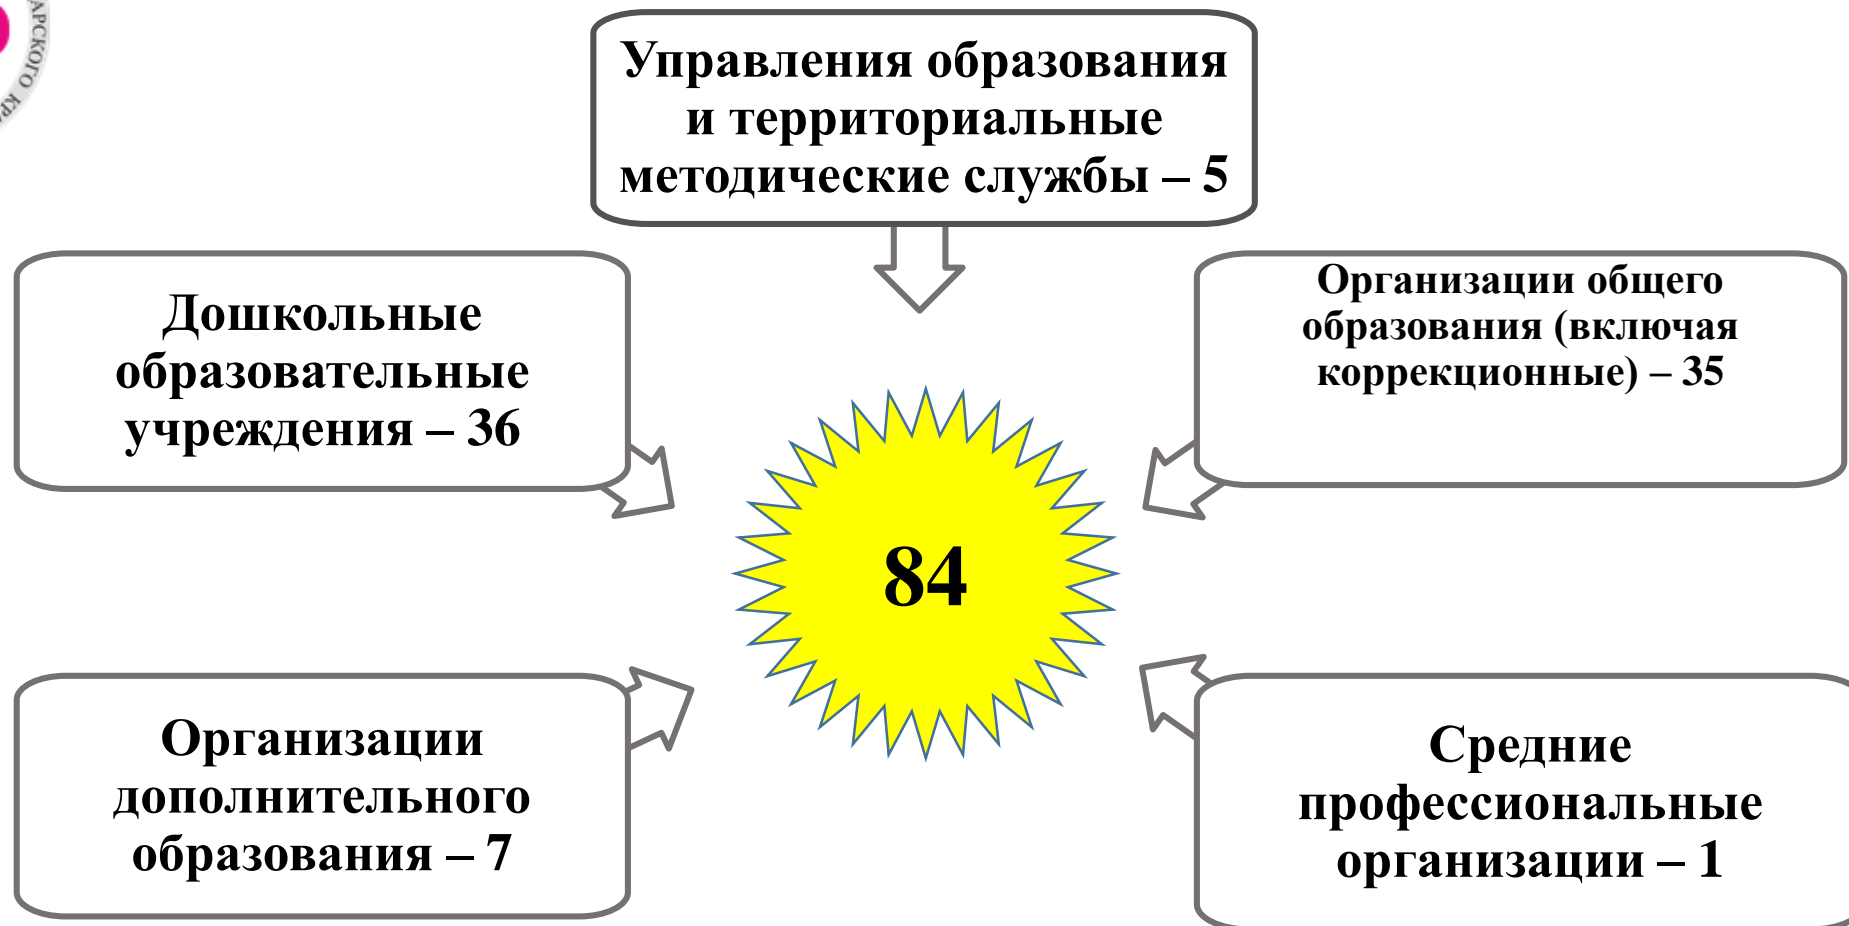 АРСКОГО
Управления образования
и территориальные
методические службы – 5
Дошкольные
образовательные
учреждения – 36
Организации общего
образования (включая
коррекционные) – 35
84
Организации
дополнительного
образования – 7
Средние
профессиональные
организации – 1